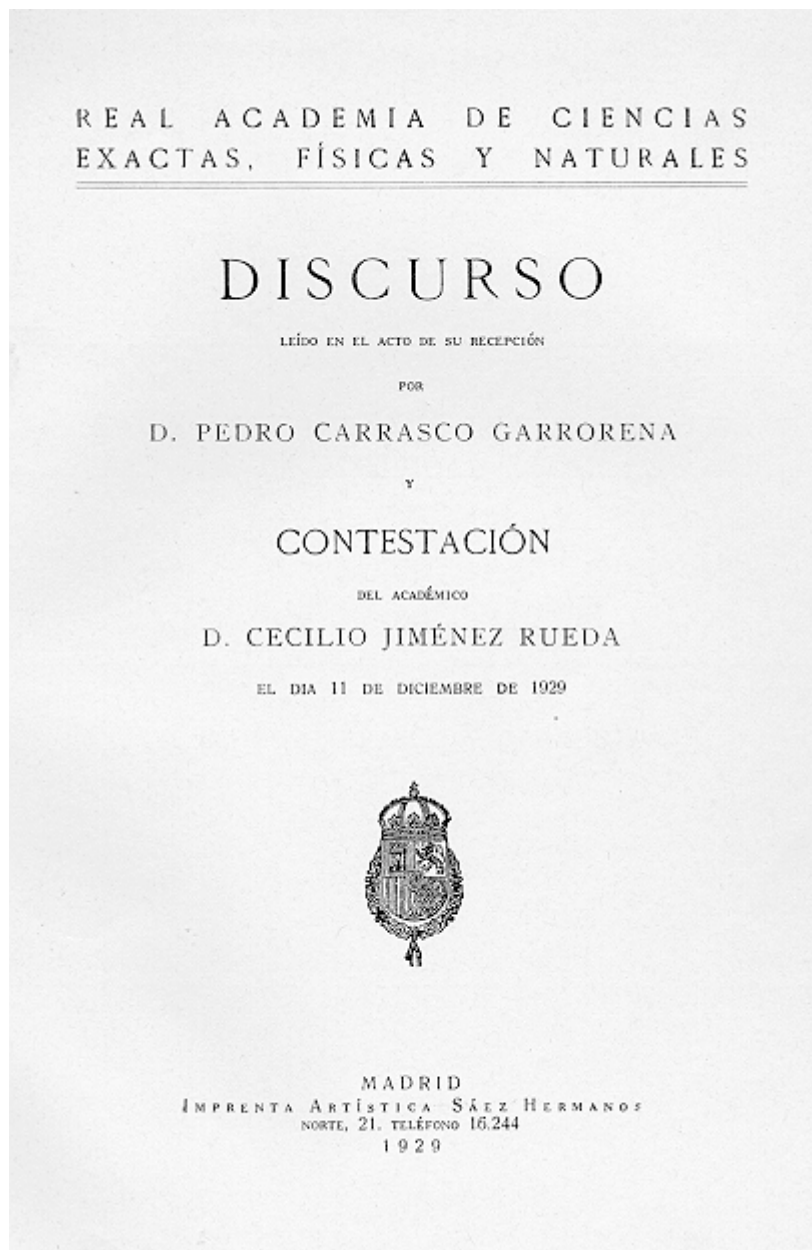 REAL ACADEMIA DE CIENCIAS
EXACTAS, FÍSICAS Y NATURALES
DISCURSO
LEÍDO EN EL ACTO DE SU RECEPCIÓN
POR
D. PEDRO CARRASCO GARRORENA
Y
CONTESTACIÓN
DEL ACADÉMICO
D. CECILIO JIMÉNEZ RUEDA
EL DIA 11 DE DICIEMBRE DE 1929
MADRID
IMPRENTA ARTÍSTICA SÁEZ HERMANOS
NORTE, 21. TELÉFONO 16.244
1929